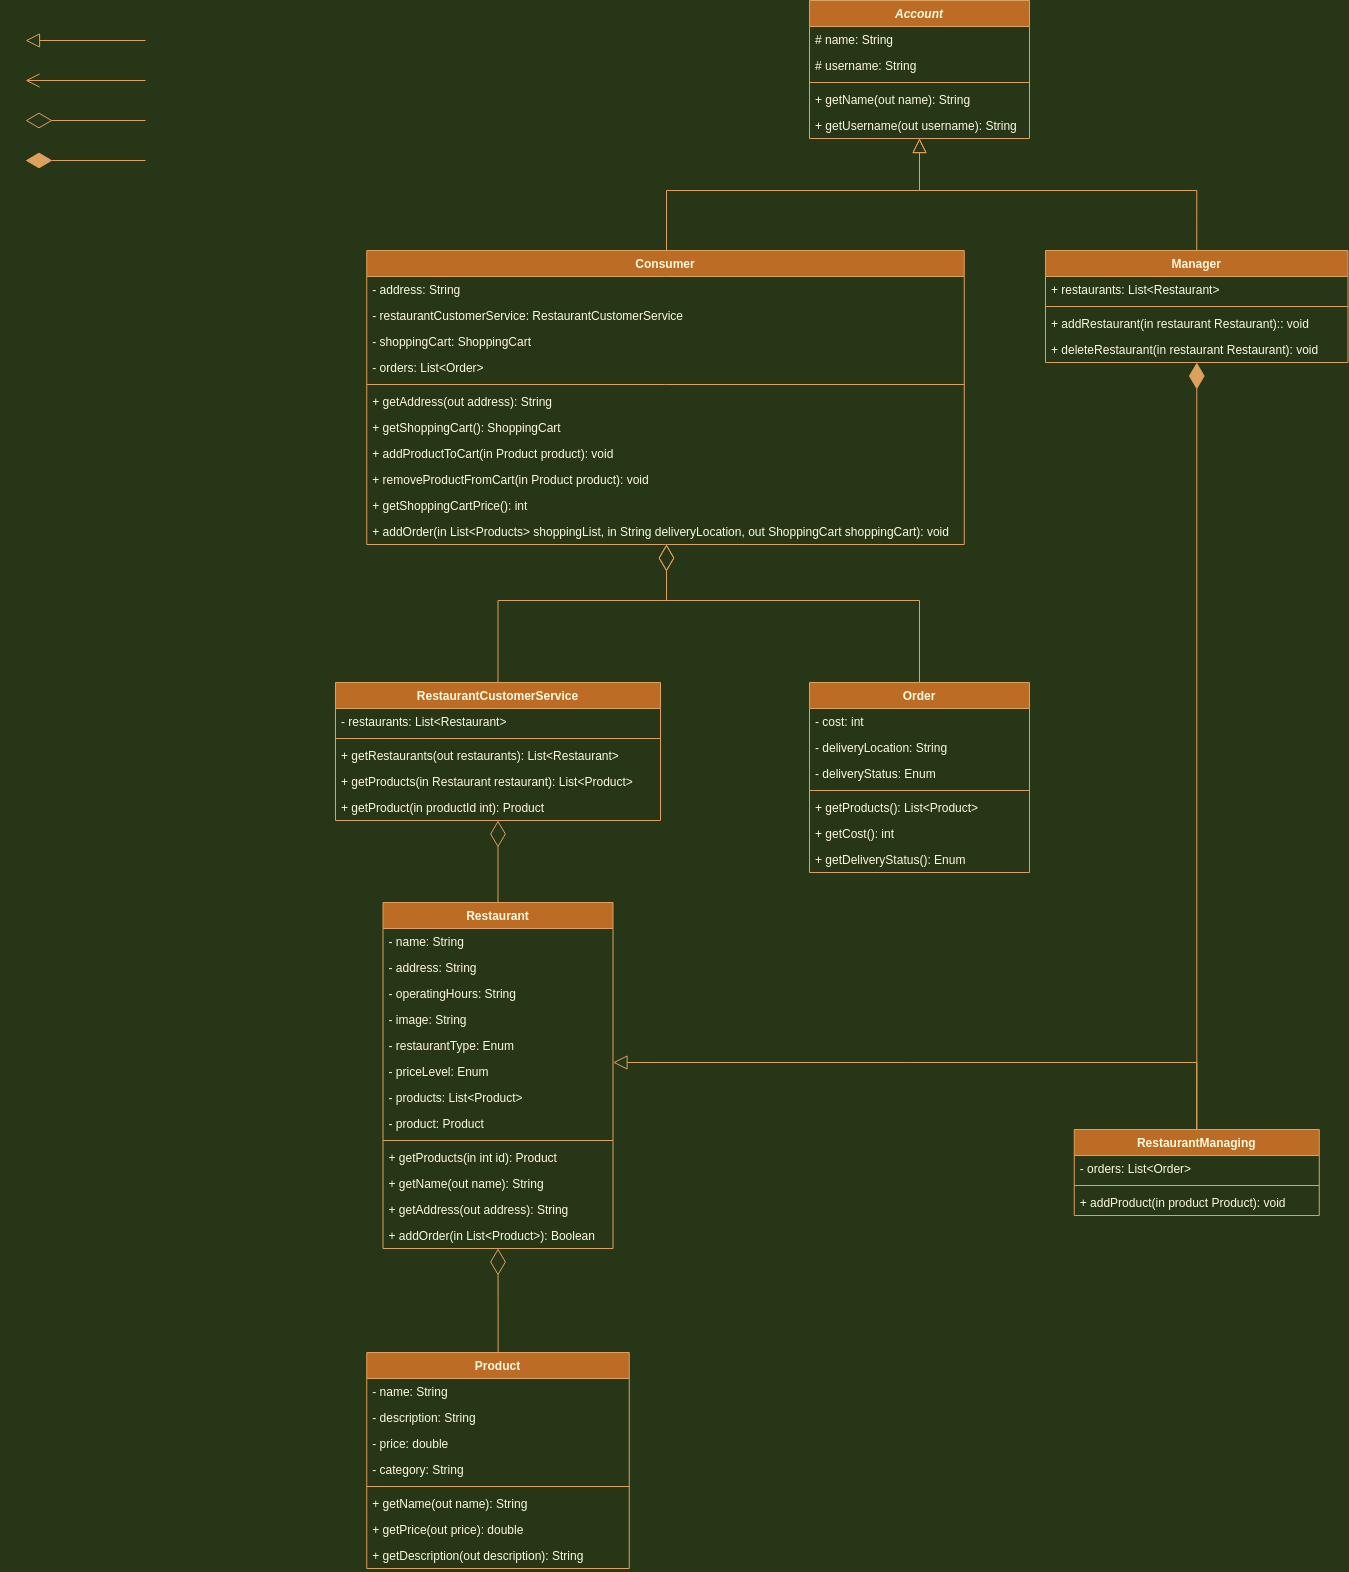 Account
# name: String
# username: String
+ getName(out name): String
+ getUsername(out username): String
Consumer
- address: String
- restaurantCustomerService: RestaurantCustomerService
- shoppingCart: ShoppingCart
- orders: List<Order>
+ getAddress(out address): String
+ getShoppingCart(): ShoppingCart
+ addProductToCart(in Product product): void
+ removeProductFromCart(in Product product): void
+ getShoppingCartPrice(): int
+ addOrder(in List<Products> shoppingList, in String deliveryLocation, out ShoppingCart shoppingCart): void
Manager
+ restaurants: List<Restaurant>
+ addRestaurant(in restaurant Restaurant):: void
+ deleteRestaurant(in restaurant Restaurant): void
RestaurantCustomerService
- restaurants: List<Restaurant>
+ getRestaurants(out restaurants): List<Restaurant>
+ getProducts(in Restaurant restaurant): List<Product>
+ getProduct(in productId int): Product
Order
- cost: int
- deliveryLocation: String
- deliveryStatus: Enum
+ getProducts(): List<Product>
+ getCost(): int
+ getDeliveryStatus(): Enum
Restaurant
- name: String
- address: String
- operatingHours: String
- image: String
- restaurantType: Enum
- priceLevel: Enum
- products: List<Product>
- product: Product
+ getProducts(in int id): Product
+ getName(out name): String
+ getAddress(out address): String
+ addOrder(in List<Product>): Boolean
RestaurantManaging
- orders: List<Order>
+ addProduct(in product Product): void
Product
- name: String
- description: String
- price: double
- category: String
+ getName(out name): String
+ getPrice(out price): double
+ getDescription(out description): String